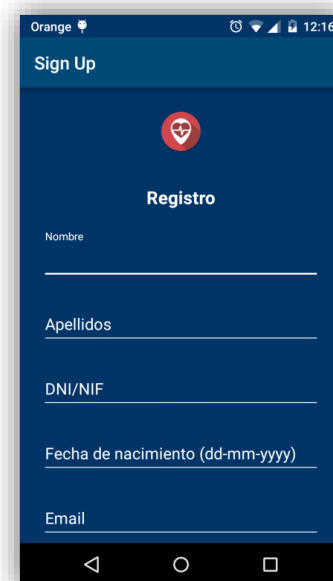 Orange 12:16
Sign Up
Registro
Nombre
Apellidos
DNI/NIF
Fecha de nacimiento (dd-mm-yyyy)
Email